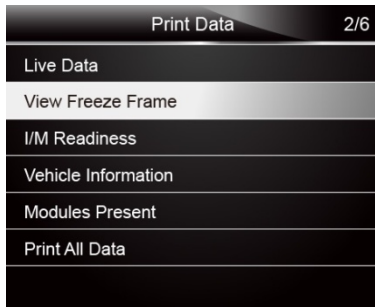 Print Data 2/6
Live Data
View Freeze Frame
I/M Readiness
Vehicle Information
Modules Present
Print All Data